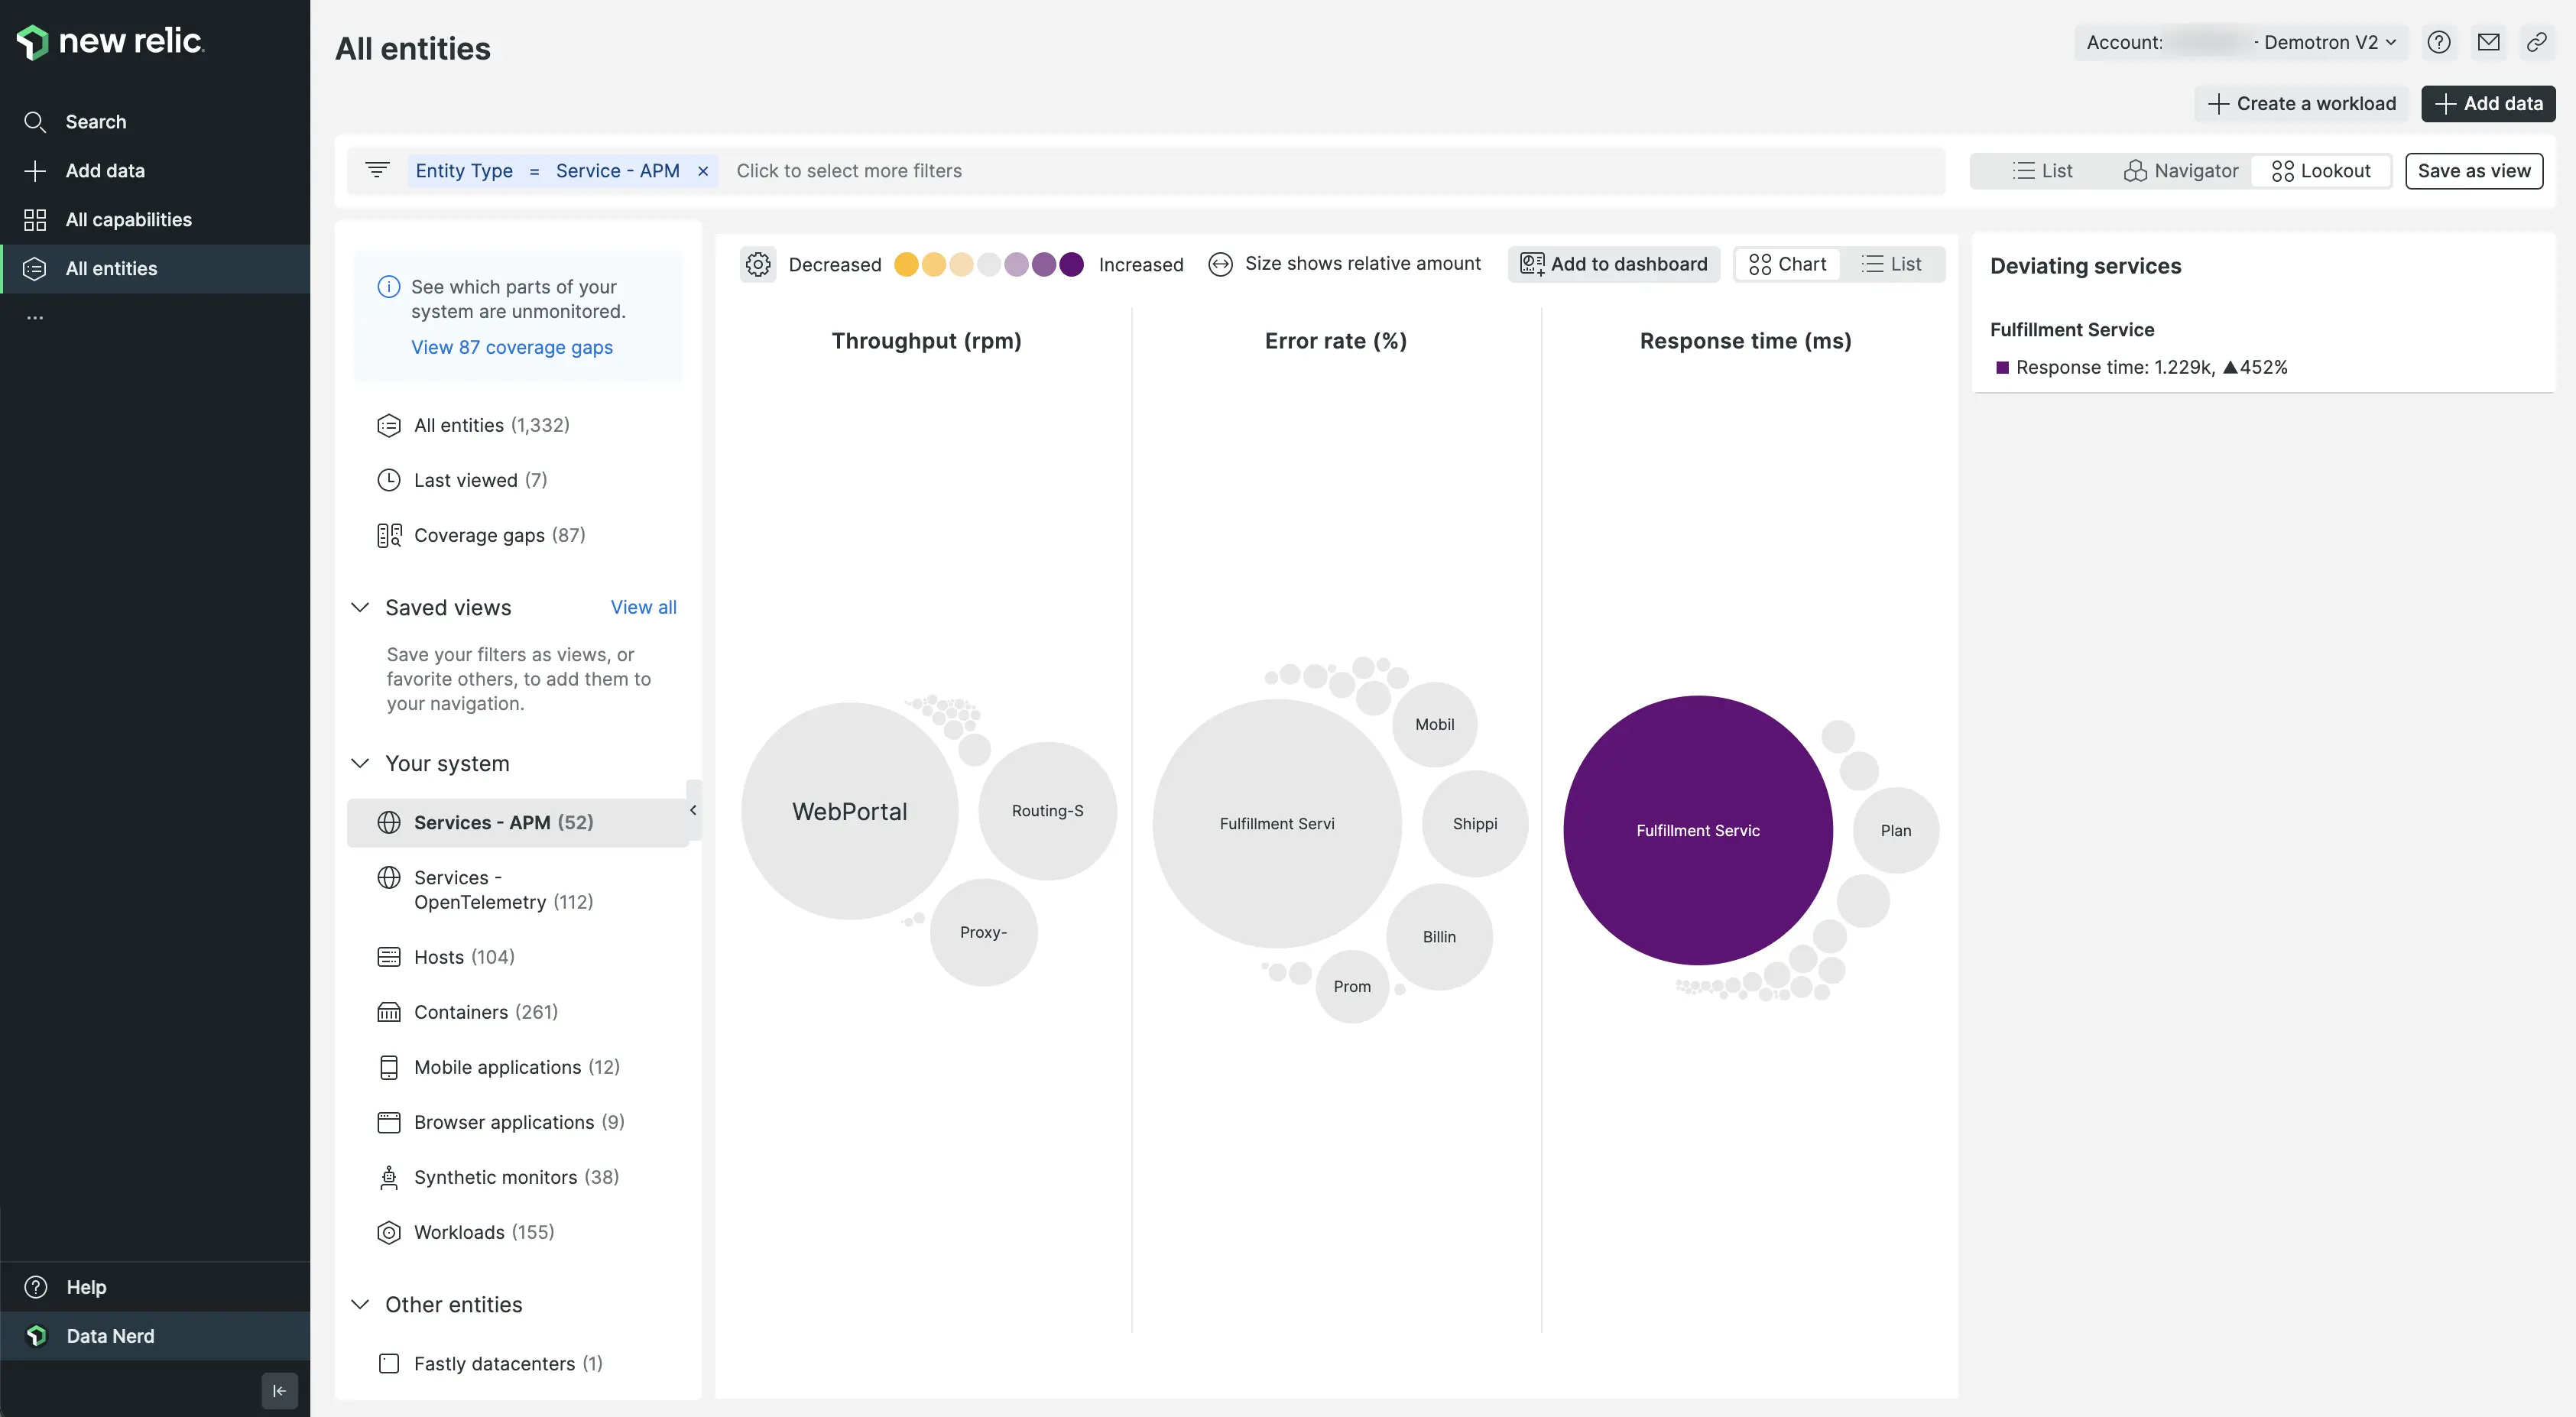 new relic.
Search
Add data
All capabilities
All entities
...
Help
Data Nerd
All entities
Account: - Demotron V2
Create a workload
Add data
Entity Type = Service - APM × Click to select more filters
List
Navigator
Lookout
Save as view
See which parts of your
system are unmonitored.
View 87 coverage gaps
All entities (1,332)
Last viewed (7)
Coverage gaps (87)
Saved views
View all
Save your filters as views, or
favorite others, to add them to
your navigation.
Your system
Services - APM (52)
Services -
OpenTelemetry (112)
Hosts (104)
Containers (261)
Mobile applications (12)
Browser applications (9)
Synthetic monitors (38)
Workloads (155)
Other entities
Fastly datacenters (1)
Decreased
Increased
Size shows relative amount
Add to dashboard
Chart
List
Throughput (rpm)
WebPortal
Routing-S
Proxy-
Error rate (%)
Mobil
Fulfillment Servi
Shippi
Billin
Prom
Response time (ms)
Fulfillment Servic
Plan
Deviating services
Fulfillment Service
Response time: 1.229k, ▲452%